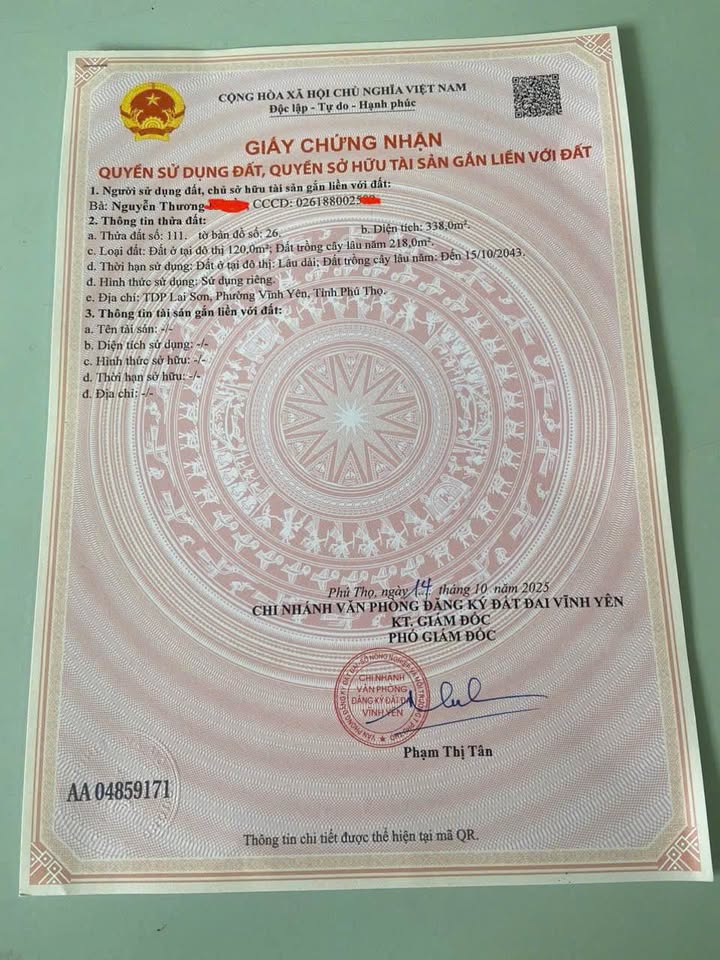 CỘNG HÒA XÃ HỘI CHỦ NGHĨA VIỆT NAM
Độc lập - Tự do - Hạnh phúc
GIẤY CHỨNG NHẬN
QUYỀN SỬ DỤNG ĐẤT, QUYỀN SỞ HỮU TÀI SẢN GẮN LIỀN VỚI ĐẤT
1. Người sử dụng đất, chủ sở hữu tài sản gắn liền với đất:
Bà: Nguyễn Thương CCCD: 026188002
2. Thông tin thửa đất:
a. Thửa đất số: 111. tờ bản đồ số: 26. b. Diện tích: 338,0m².
c. Loại đất: Đất ở tại đô thị 120,0m²; Đất trồng cây lâu năm 218,0m².
d. Thời hạn sử dụng: Đất ở tại đô thị: Lâu dài; Đất trồng cây lâu năm: Đến 15/10/2043.
đ. Hình thức sử dụng: Sử dụng riêng.
e. Địa chỉ: TDP Lai Sơn, Phường Vĩnh Yên, Tỉnh Phú Thọ.
3. Thông tin tài sản gắn liền với đất:
a. Tên tài sản: -/-
b. Diện tích sử dụng: -/-
c. Hình thức sở hữu: -/-
d. Thời hạn sở hữu: -/-
đ. Địa chỉ: -/-
Phú Thọ, ngày 14 tháng 10 năm 2025
CHI NHÁNH VĂN PHÒNG ĐĂNG KÝ ĐẤT ĐAI VĨNH YÊN
KT. GIÁM ĐỐC
PHÓ GIÁM ĐỐC
CHI NHÁNH
VĂN PHÒNG
ĐĂNG KÝ ĐẤT Đ
VĨNH YÊN
Phạm Thị Tân
AA 04859171
Thông tin chi tiết được thể hiện tại mã QR.